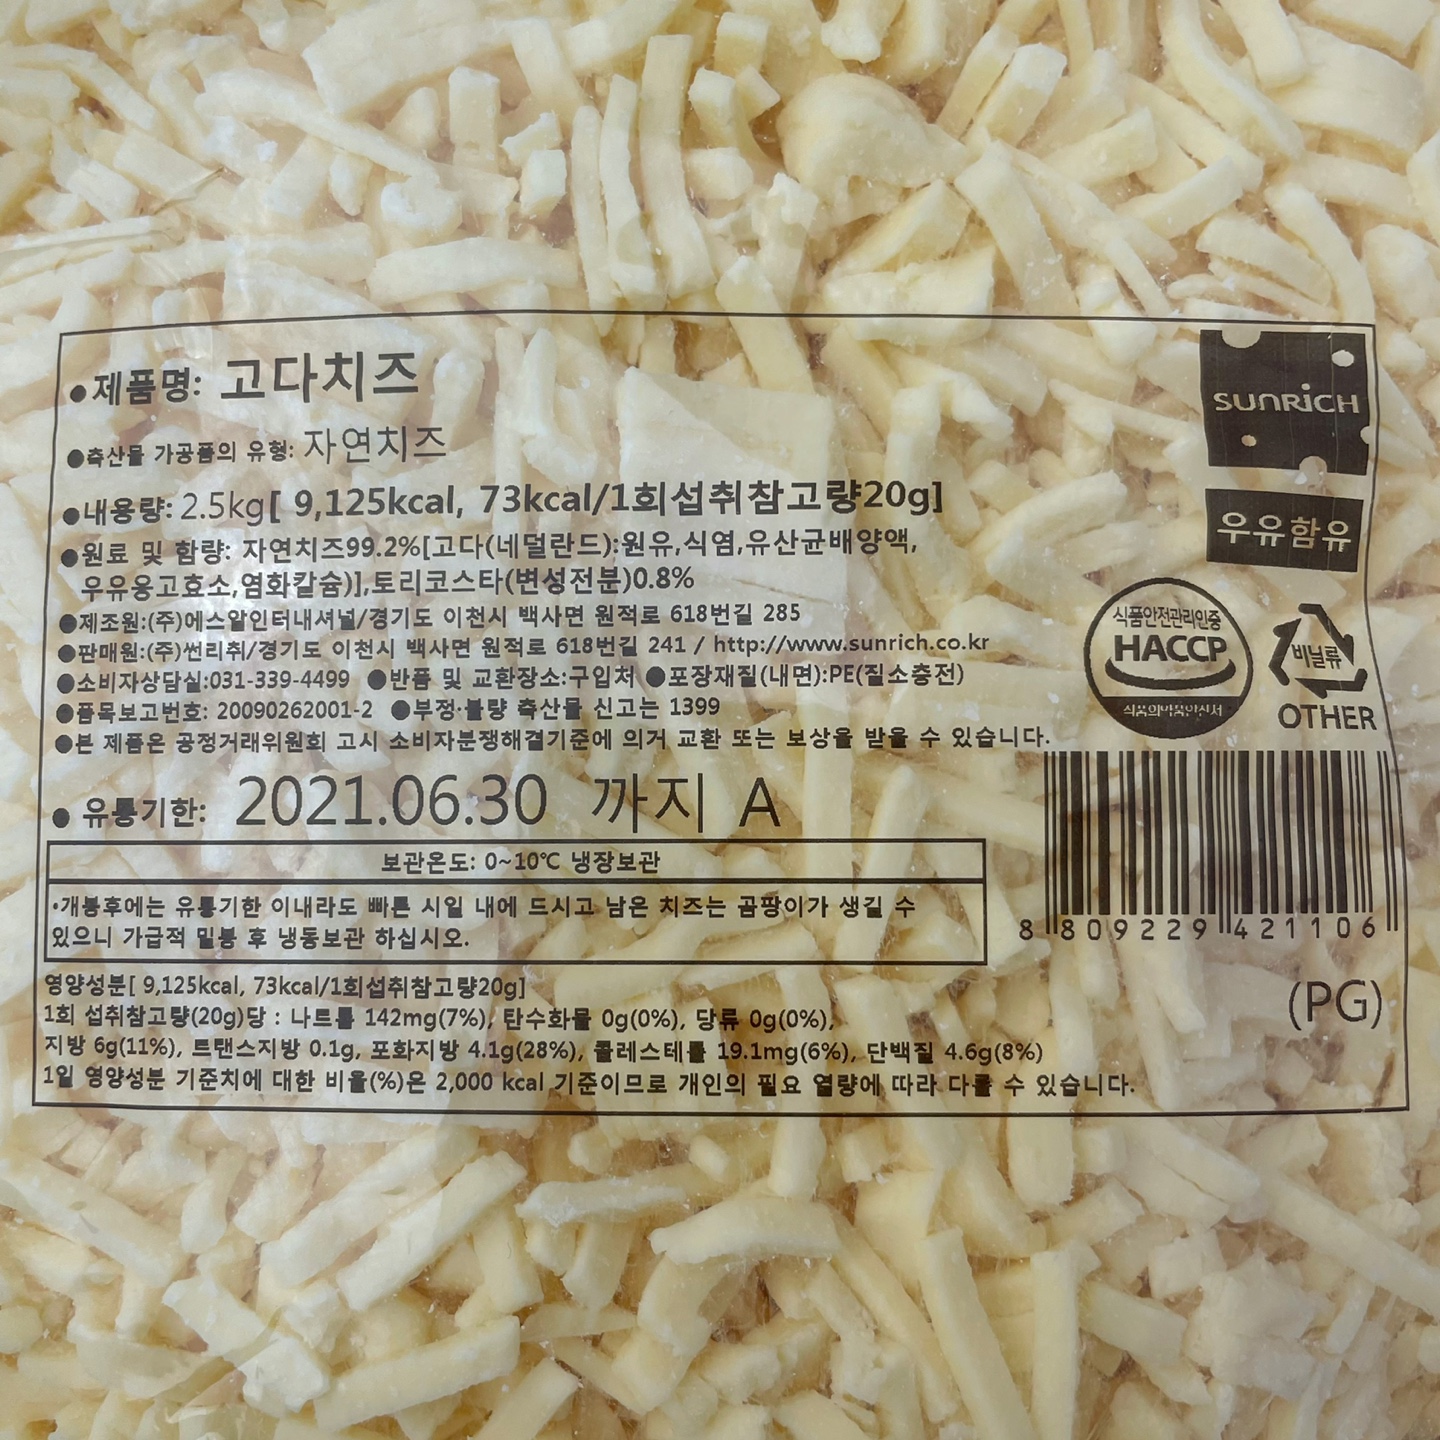 ●제품명: 고다치즈
●축산물 가공품의 유형: 자연치즈
●내용량: 2.5kg[ 9,125kcal, 73kcal/1회섭취참고량20g]
●원료 및 함량: 자연치즈99.2%[고다(네덜란드):원유,식염,유산균배양액,
우유응고효소,염화칼슘)],토리코스타(변성전분)0.8%
●제조원:(주)에스알인터내셔널/경기도 이천시 백사면 원적로 618번길 285
●판매원:(주)썬리취/경기도 이천시 백사면 원적로 618번길 241 / http://www.sunrich.co.kr
●소비자상담실:031-339-4499 ●반품 및 교환장소:구입처 ●포장재질(내면):PE(질소충전)
●품목보고번호: 20090262001-2 ●부정·불량 축산물 신고는 1399
●본 제품은 공정거래위원회 고시 소비자분쟁해결기준에 의거 교환 또는 보상을 받을 수 있습니다.
● 유통기한: 2021.06.30 까지 A
보관온도: 0~10℃ 냉장보관
·개봉후에는 유통기한 이내라도 빠른 시일 내에 드시고 남은 치즈는 곰팡이가 생길 수
있으니 가급적 밀봉 후 냉동보관 하십시오.
영양성분[ 9,125kcal, 73kcal/1회섭취참고량20g]
1회 섭취참고량(20g)당 : 나트륨 142mg(7%), 탄수화물 0g(0%), 당류 0g(0%),
지방 6g(11%), 트랜스지방 0.1g, 포화지방 4.1g(28%), 콜레스테롤 19.1mg(6%), 단백질 4.6g(8%)
1일 영양성분 기준치에 대한 비율(%)은 2,000 kcal 기준이므로 개인의 필요 열량에 따라 다를 수 있습니다.
SUNRICH
우유함유
식품안전관리인증
HACCP
식품의약품안전처
비닐류
OTHER
8 809229 421106
(PG)